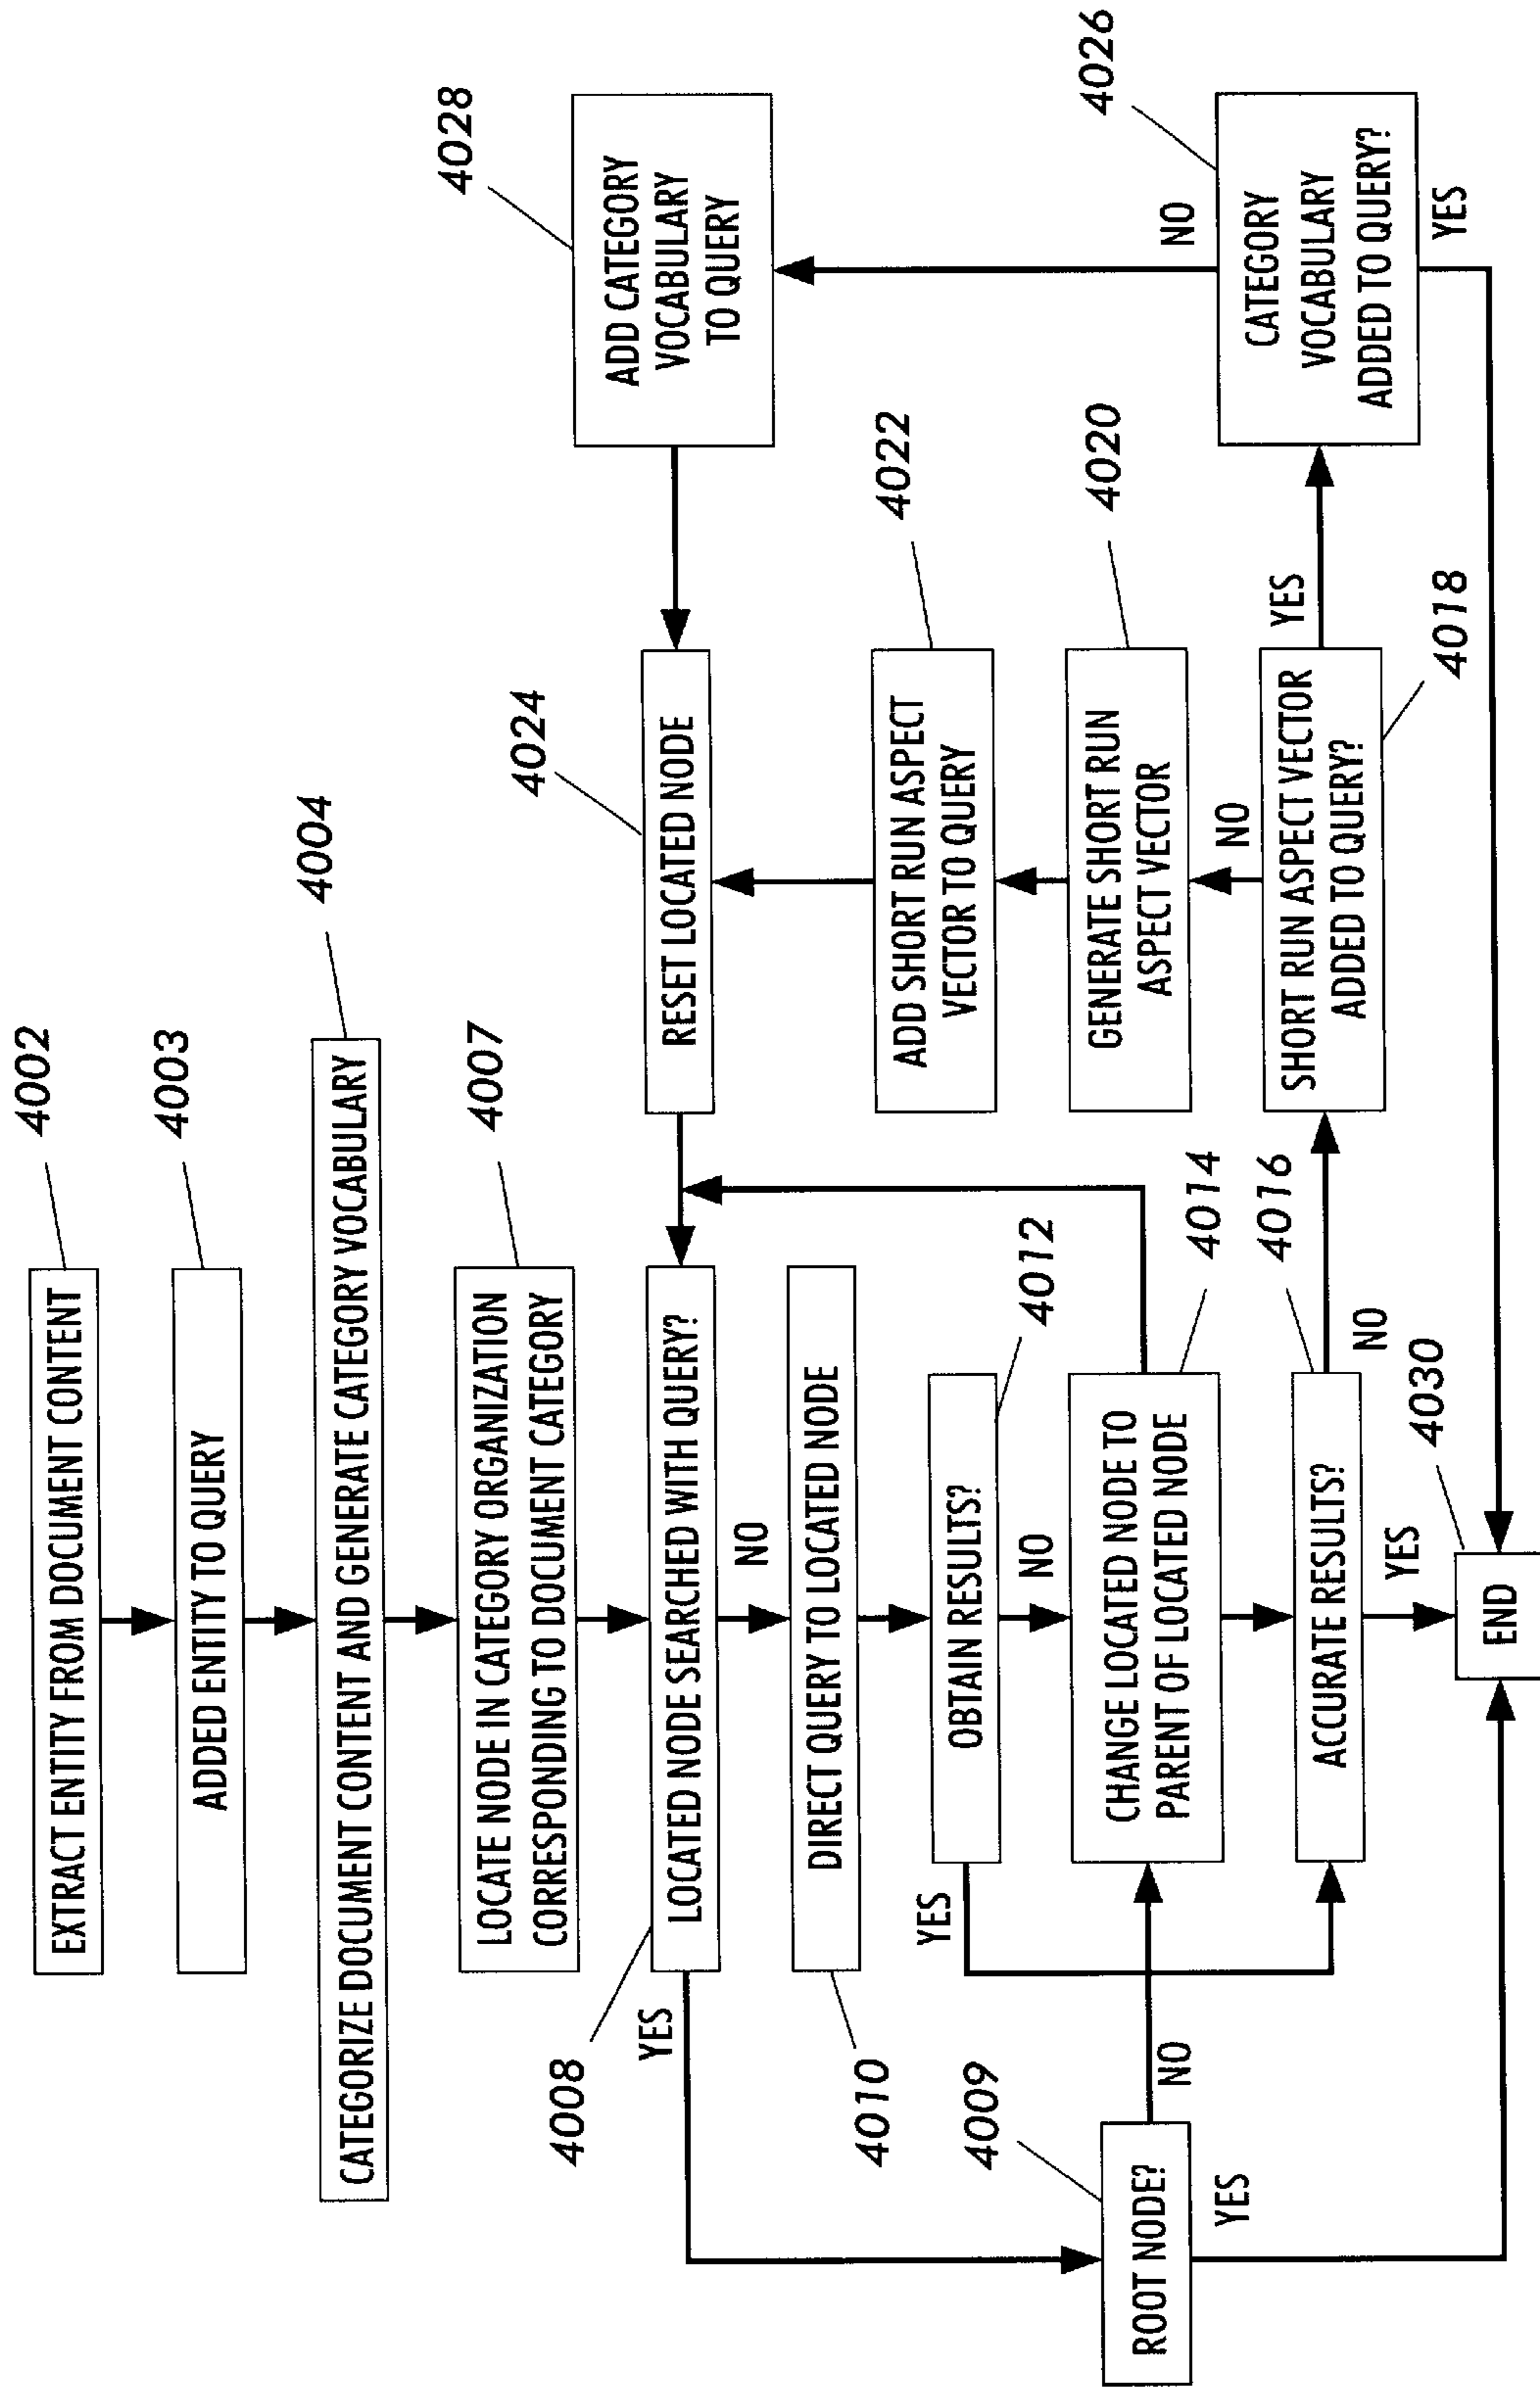 4002
EXTRACT ENTITY FROM DOCUMENT CONTENT
4003
ADDED ENTITY TO QUERY
4004
CATEGORIZE DOCUMENT CONTENT AND GENERATE CATEGORY VOCABULARY
4007
LOCATE NODE IN CATEGORY ORGANIZATION
CORRESPONDING TO DOCUMENT CATEGORY
4008
LOCATED NODE SEARCHED WITH QUERY?
YES
NO
4010
DIRECT QUERY TO LOCATED NODE
4012
OBTAIN RESULTS?
YES
NO
4009
ROOT NODE?
NO
YES
4014
CHANGE LOCATED NODE TO
PARENT OF LOCATED NODE
4016
ACCURATE RESULTS?
NO
YES
4030
END
4024
RESET LOCATED NODE
4022
ADD SHORT RUN ASPECT
VECTOR TO QUERY
4020
GENERATE SHORT RUN
ASPECT VECTOR
NO
SHORT RUN ASPECT VECTOR
ADDED TO QUERY?
4018
YES
4028
ADD CATEGORY
VOCABULARY
TO QUERY
NO
4026
CATEGORY
VOCABULARY
ADDED TO QUERY?
YES